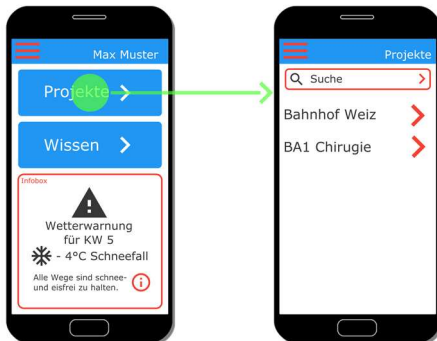 Max Muster
Projekte
Wissen
Infobox
Wetterwarnung
für KW 5
- 4°C Schneefall
Alle Wege sind schnee-
und eisfrei zu halten.
Projekte
Suche
Bahnhof Weiz
BA1 Chirugie